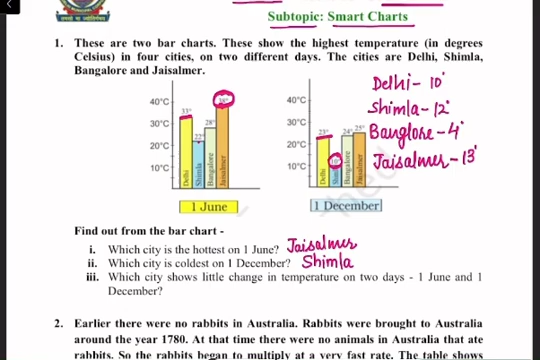 Subtopic: Smart Charts
1. These are two bar charts. These show the highest temperature (in degrees
Celsius) in four cities, on two different days. The cities are Delhi, Shimla,
Bangalore and Jaisalmer.
40°C
30°C
20°C
10°C
33°
22°
28°
Delhi
Shimla
Bangalore
Jaisalmer
1 June
40°C
30°C
20°C
10°C
23°
24°
25°
Delhi
Bangalore
Jaisalmer
1 December
Delhi - 10°
Shimla - 12°
Banglore - 4°
Jaisalmer - 13°
Find out from the bar chart -
i. Which city is the hottest on 1 June? Jaisalmer
ii. Which city is coldest on 1 December? Shimla
iii. Which city shows little change in temperature on two days - 1 June and 1
December?
2. Earlier there were no rabbits in Australia. Rabbits were brought to Australia
around the year 1780. At that time there were no animals in Australia that ate
rabbits. So the rabbits began to multiply at a very fast rate. The table shows